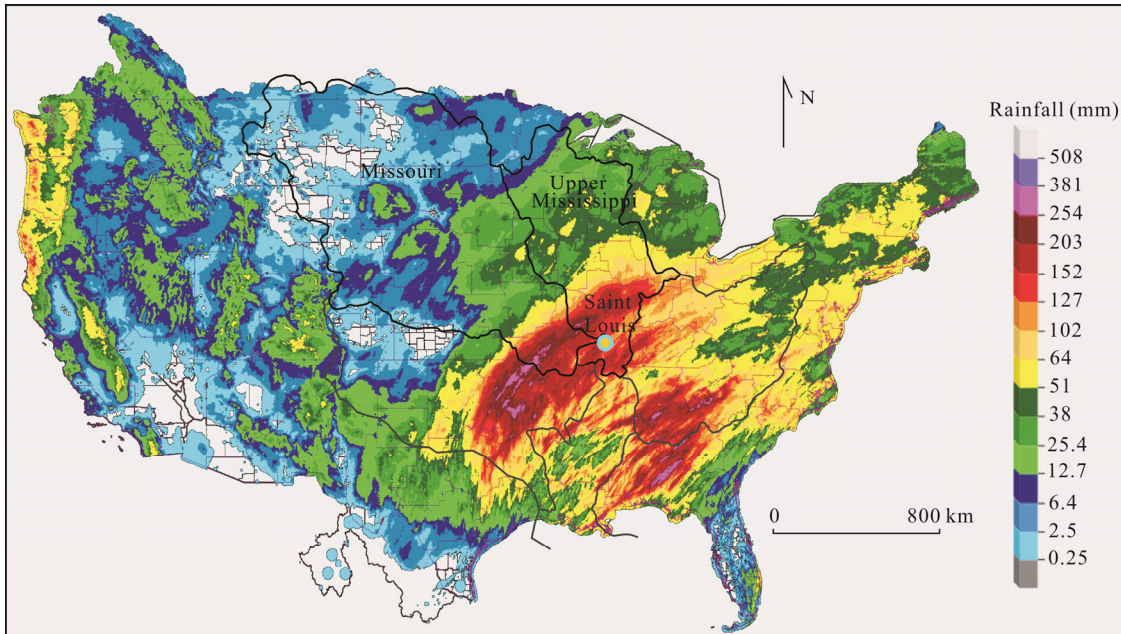 N
Rainfall (mm)
508
381
254
203
152
127
102
64
51
38
25.4
12.7
6.4
2.5
0.25
Missouri
Upper
Mississippi
Saint
Louis
0
800 km